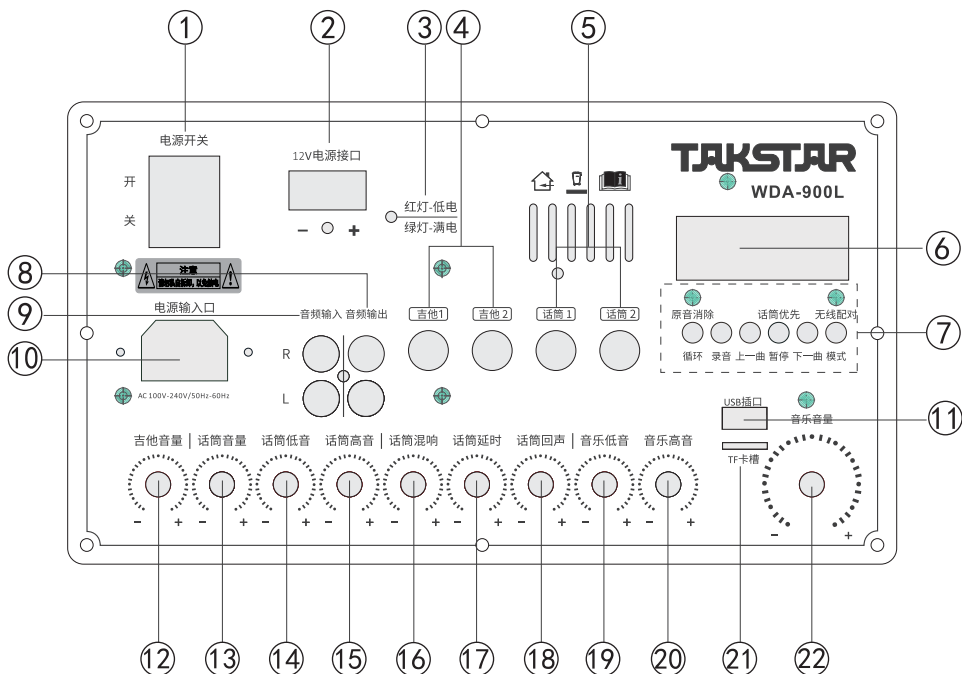 ① ② ③ ④ ⑤
电源开关
开
关
12V电源接口
− +
红灯-低电
绿灯-满电
TAKSTAR
WDA-900L
⑥
⑧
注意
⑨
电源输入口
音频输入 音频输出
吉他1 吉他 2 话筒 1 话筒 2
原音消除 话筒优先 无线配对
⑦
循环 录音 上一曲 暂停 下一曲 模式
⑩
R
L
AC 100V-240V/50Hz-60Hz
USB插口
⑪
音乐音量
TF卡槽
吉他音量 话筒音量 话筒低音 话筒高音 话筒混响 话筒延时 话筒回声 音乐低音 音乐高音
− + − + − + − + − + − + − + − + − + − +
⑫ ⑬ ⑭ ⑮ ⑯ ⑰ ⑱ ⑲ ⑳ ㉑ ㉒